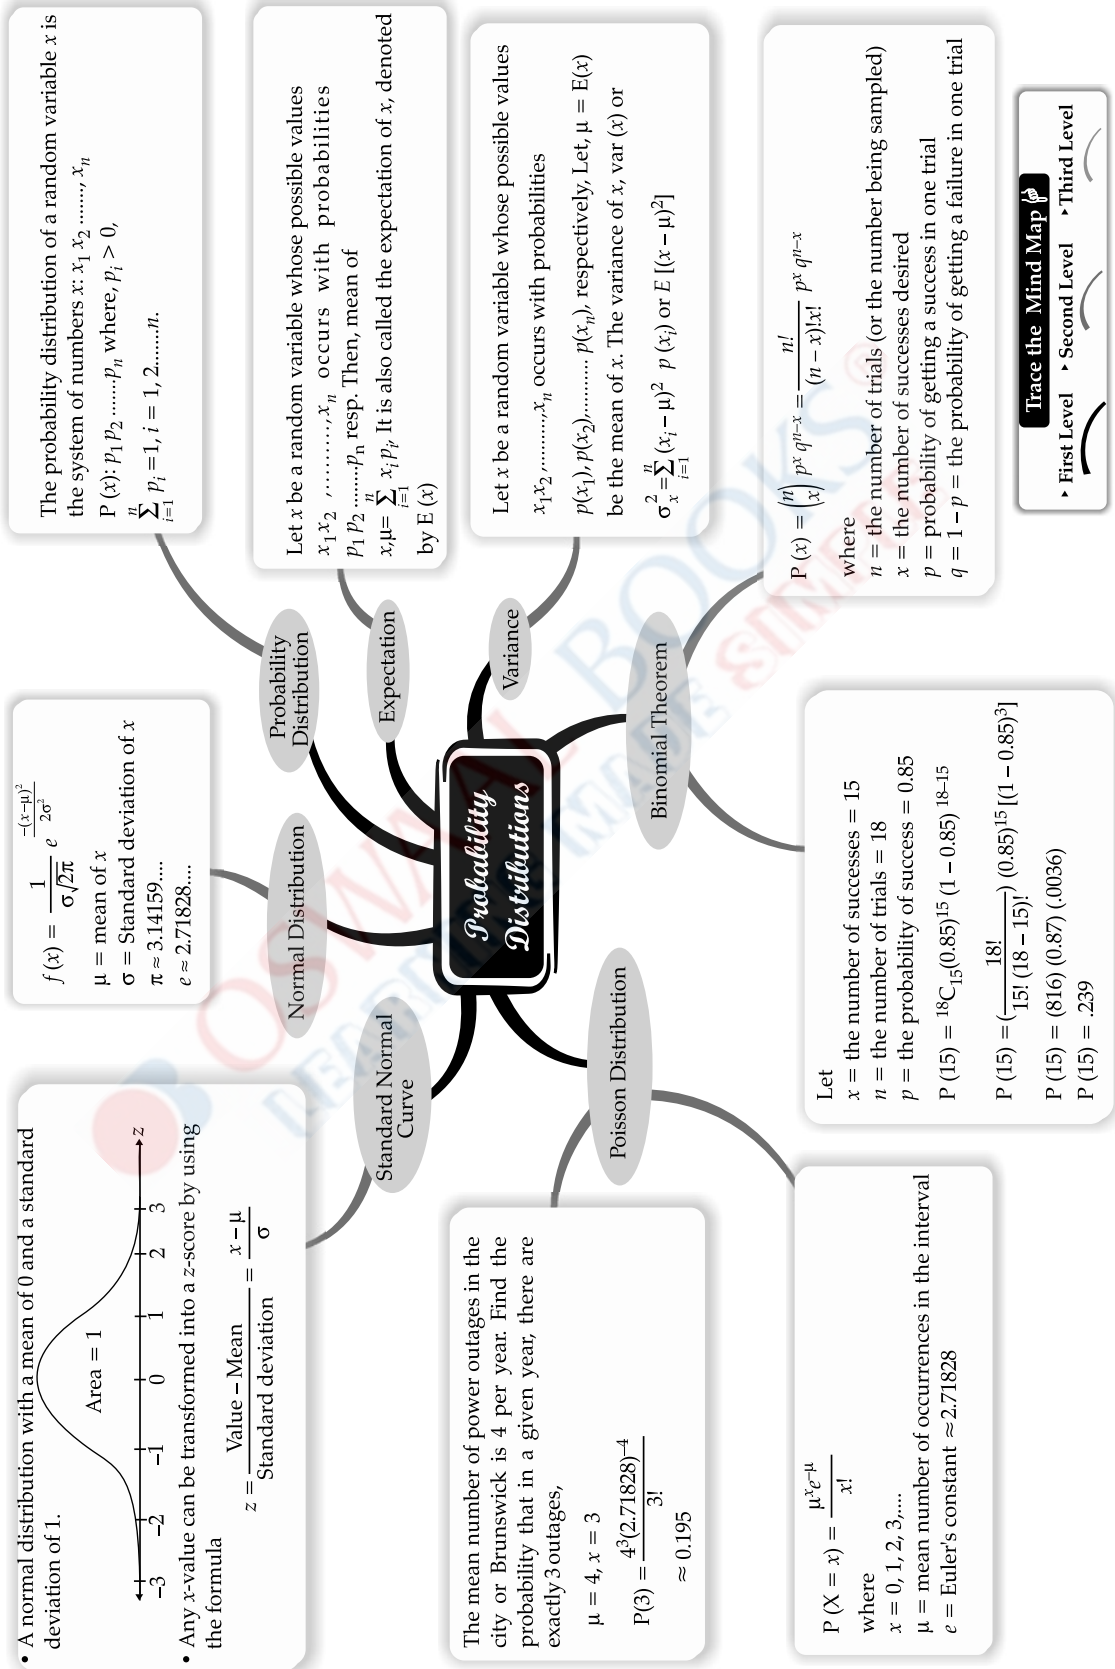 Probability
Distributions
Standard Normal
Curve
• A normal distribution with a mean of 0 and a standard
deviation of 1.
Area = 1
–3 –2 –1 0 1 2 3 z
• Any x-value can be transformed into a z-score by using
the formula
z = (Value – Mean)/(Standard deviation) = (x – μ)/σ
Normal Distribution
f (x) = 1/(σ√2π) e^(–(x–μ)²/2σ²)
μ = mean of x
σ = Standard deviation of x
π ≈ 3.14159....
e ≈ 2.71828....
Probability
Distribution
The probability distribution of a random variable x is
the system of numbers x: x₁ x₂ ........, xₙ
P (x): p₁ p₂ ........pₙ where, pᵢ > 0,
∑ᵢ₌₁ⁿ pᵢ =1, i = 1, 2.......n.
Expectation
Let x be a random variable whose possible values
x₁x₂ ,..........,xₙ occurs with probabilities
p₁ p₂ ........pₙ resp. Then, mean of
x,μ= ∑ᵢ₌₁ⁿ xᵢpᵢ. It is also called the expectation of x, denoted
by E (x)
Variance
Let x be a random variable whose possible values
x₁x₂,..........,xₙ occurs with probabilities
p(x₁), p(x₂),........... p(xₙ), respectively, Let, μ = E(x)
be the mean of x. The variance of x, var (x) or
σₓ² = ∑ᵢ₌₁ⁿ (xᵢ – μ)² p (xᵢ) or E [(x – μ)²]
Binomial Theorem
P (x) = (n x) pˣ qⁿ⁻ˣ = n!/((n – x)!x!) pˣ qⁿ⁻ˣ
where
n = the number of trials (or the number being sampled)
x = the number of successes desired
p = probability of getting a success in one trial
q = 1 – p = the probability of getting a failure in one trial
Let
x = the number of successes = 15
n = the number of trials = 18
p = the probability of success = 0.85
P (15) = ¹⁸C₁₅(0.85)¹⁵ (1 – 0.85) ¹⁸⁻¹⁵
P (15) = (18!/(15! (18 – 15)!)) (0.85)¹⁵ [(1 – 0.85)³]
P (15) = (816) (0.87) (.0036)
P (15) = .239
Poisson Distribution
The mean number of power outages in the
city or Brunswick is 4 per year. Find the
probability that in a given year, there are
exactly 3 outages,
μ = 4, x = 3
P(3) = 4³(2.71828)⁻⁴/3!
≈ 0.195
P (X = x) = μˣe^–μ/x!
where
x = 0, 1, 2, 3,.....
μ = mean number of occurrences in the interval
e = Euler's constant ≈ 2.71828
Trace the Mind Map
▸ First Level ▸ Second Level ▸ Third Level
OSWAAL BOOKS®
LEARNING MADE SIMPLE